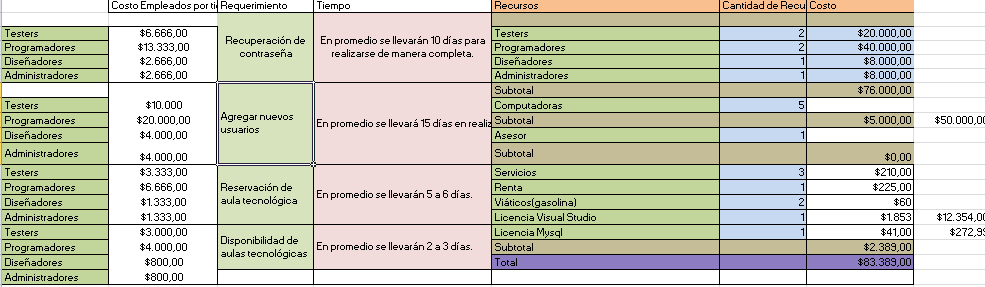 Costo Empleados por ti Requerimiento Tiempo Recursos Cantidad de Recu Costo
Testers $6.666,00 Recuperación de contraseña En promedio se llevarán 10 días para realizarse de manera completa. Testers 2 $20.000,00
Programadores $13.333,00 Programadores 2 $40.000,00
Diseñadores $2.666,00 Diseñadores 1 $8.000,00
Administradores $2.666,00 Administradores 1 $8.000,00
Subtotal $76.000,00
Testers $10.000 Agregar nuevos usuarios En promedio se llevará 15 días en realiz Computadoras 5
Programadores $20.000,00 Subtotal $5.000,00 $50.000,00
Diseñadores $4.000,00 Asesor 1
Administradores $4.000,00 Subtotal $0,00
Testers $3.333,00 Reservación de aula tecnológica En promedio se llevarán 5 a 6 días. Servicios 3 $210,00
Programadores $6.666,00 Renta 1 $225,00
Diseñadores $1.333,00 Viáticos(gasolina) 2 $60
Administradores $1.333,00 Licencia Visual Studio 1 $1.853 $12.354,00
Testers $3.000,00 Disponibilidad de aulas tecnológicas En promedio se llevarán 2 a 3 días. Licencia Mysql 1 $41,00 $272,99
Programadores $4.000,00 Subtotal $2.389,00
Diseñadores $800,00 Total $83.389,00
Administradores $800,00